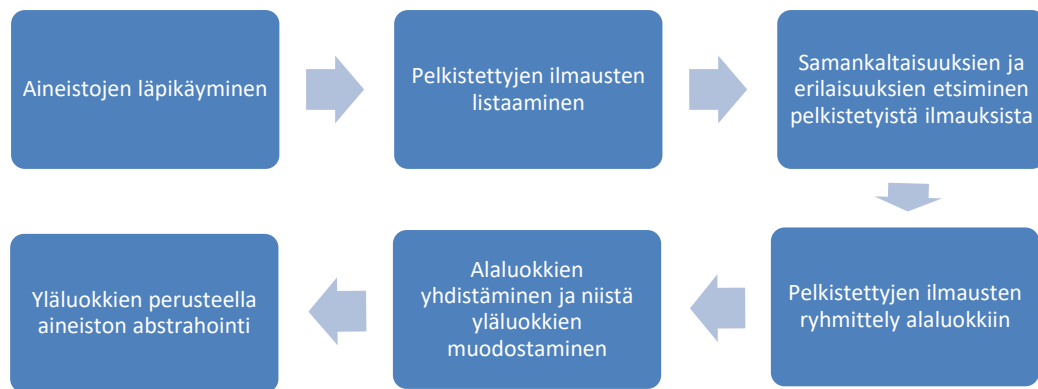 Aineistojen läpikäyminen
Pelkistettyjen ilmausten
listaaminen
Samankaltaisuuksien ja
erilaisuuksien etsiminen
pelkistetyistä ilmauksista
Pelkistettyjen ilmausten
ryhmittely alaluokkiin
Alaluokkien
yhdistäminen ja niistä
yläluokkien
muodostaminen
Yläluokkien perusteella
aineiston abstrahointi